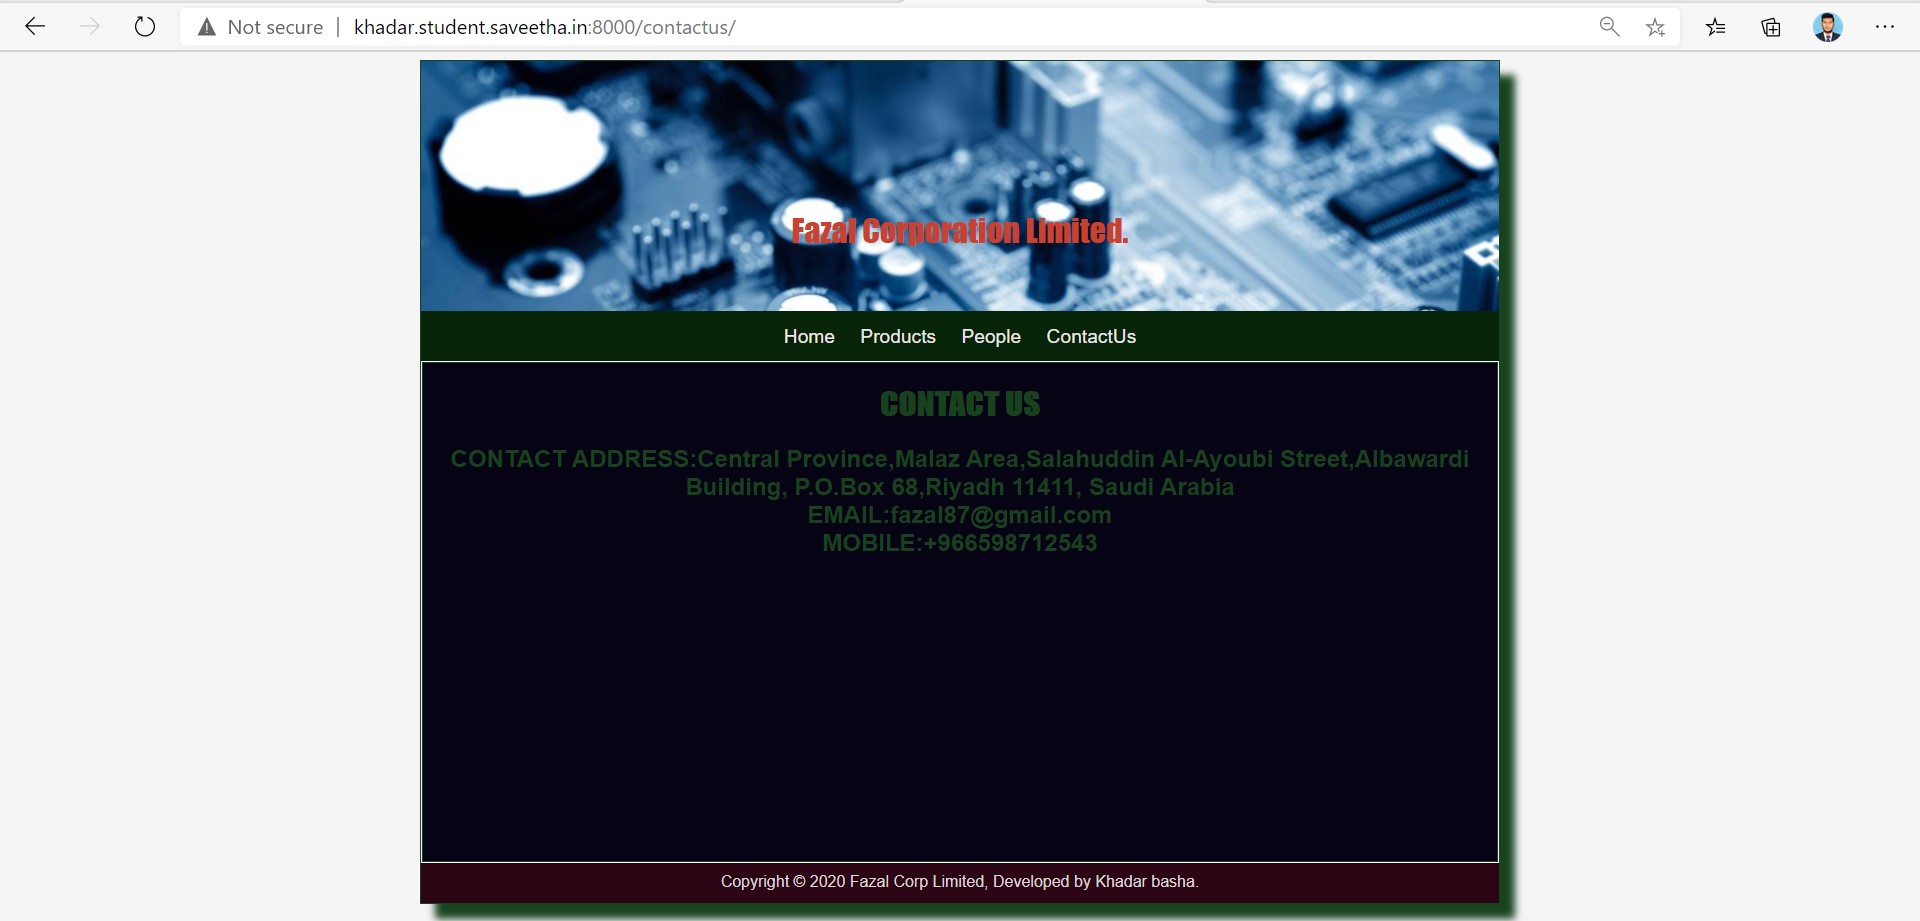 Not secure | khadar.student.saveetha.in:8000/contactus/
Fazal Corporation Limited.
Home Products People ContactUs
CONTACT US
CONTACT ADDRESS:Central Province,Malaz Area,Salahuddin Al-Ayoubi Street,Albawardi
Building, P.O.Box 68,Riyadh 11411, Saudi Arabia
EMAIL:fazal87@gmail.com
MOBILE:+966598712543
Copyright © 2020 Fazal Corp Limited, Developed by Khadar basha.